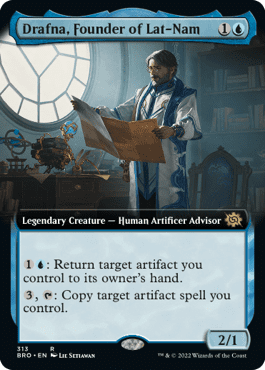 Drafna, Founder of Lat-Nam 1
Legendary Creature — Human Artificer Advisor
1 : Return target artifact you
control to its owner's hand.
3, : Copy target artifact spell you
control.
2/1
313 R
BRO • EN Lie Setiawan ™ & © 2022 Wizards of the Coast